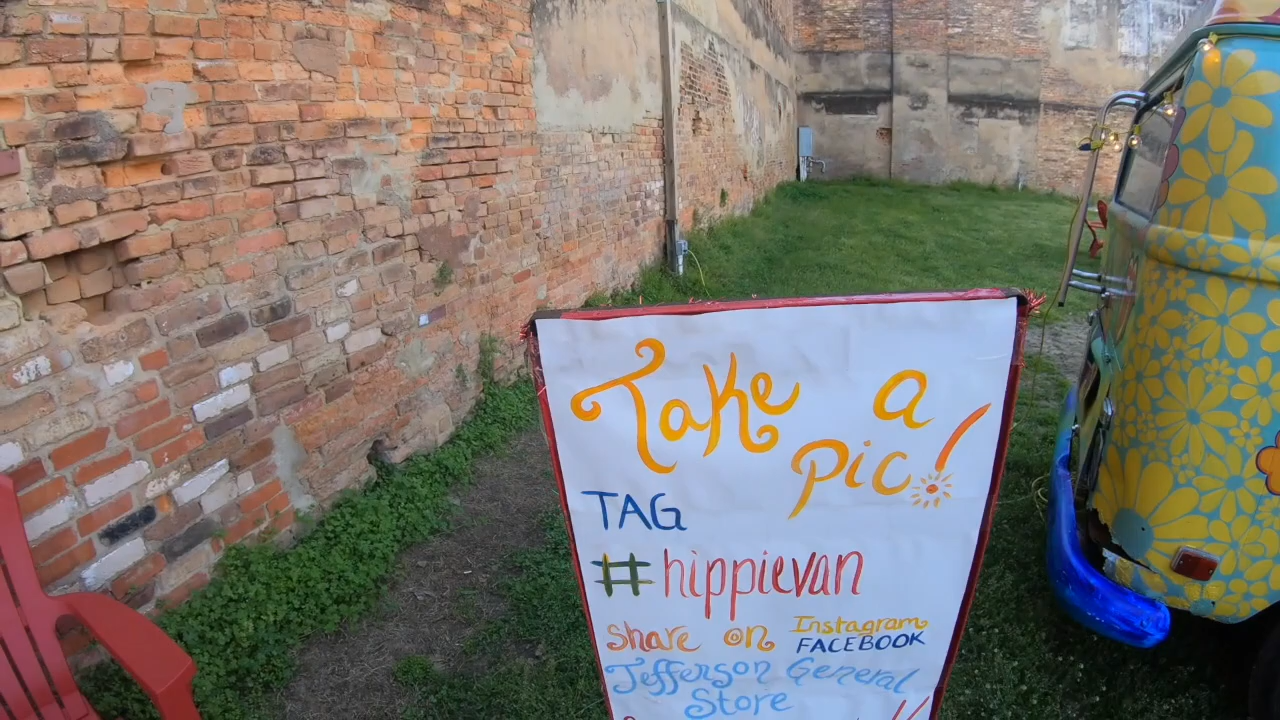 Take a
pic!
TAG
#hippievan
share on Instagram
FACEBOOK
Jefferson General
Store